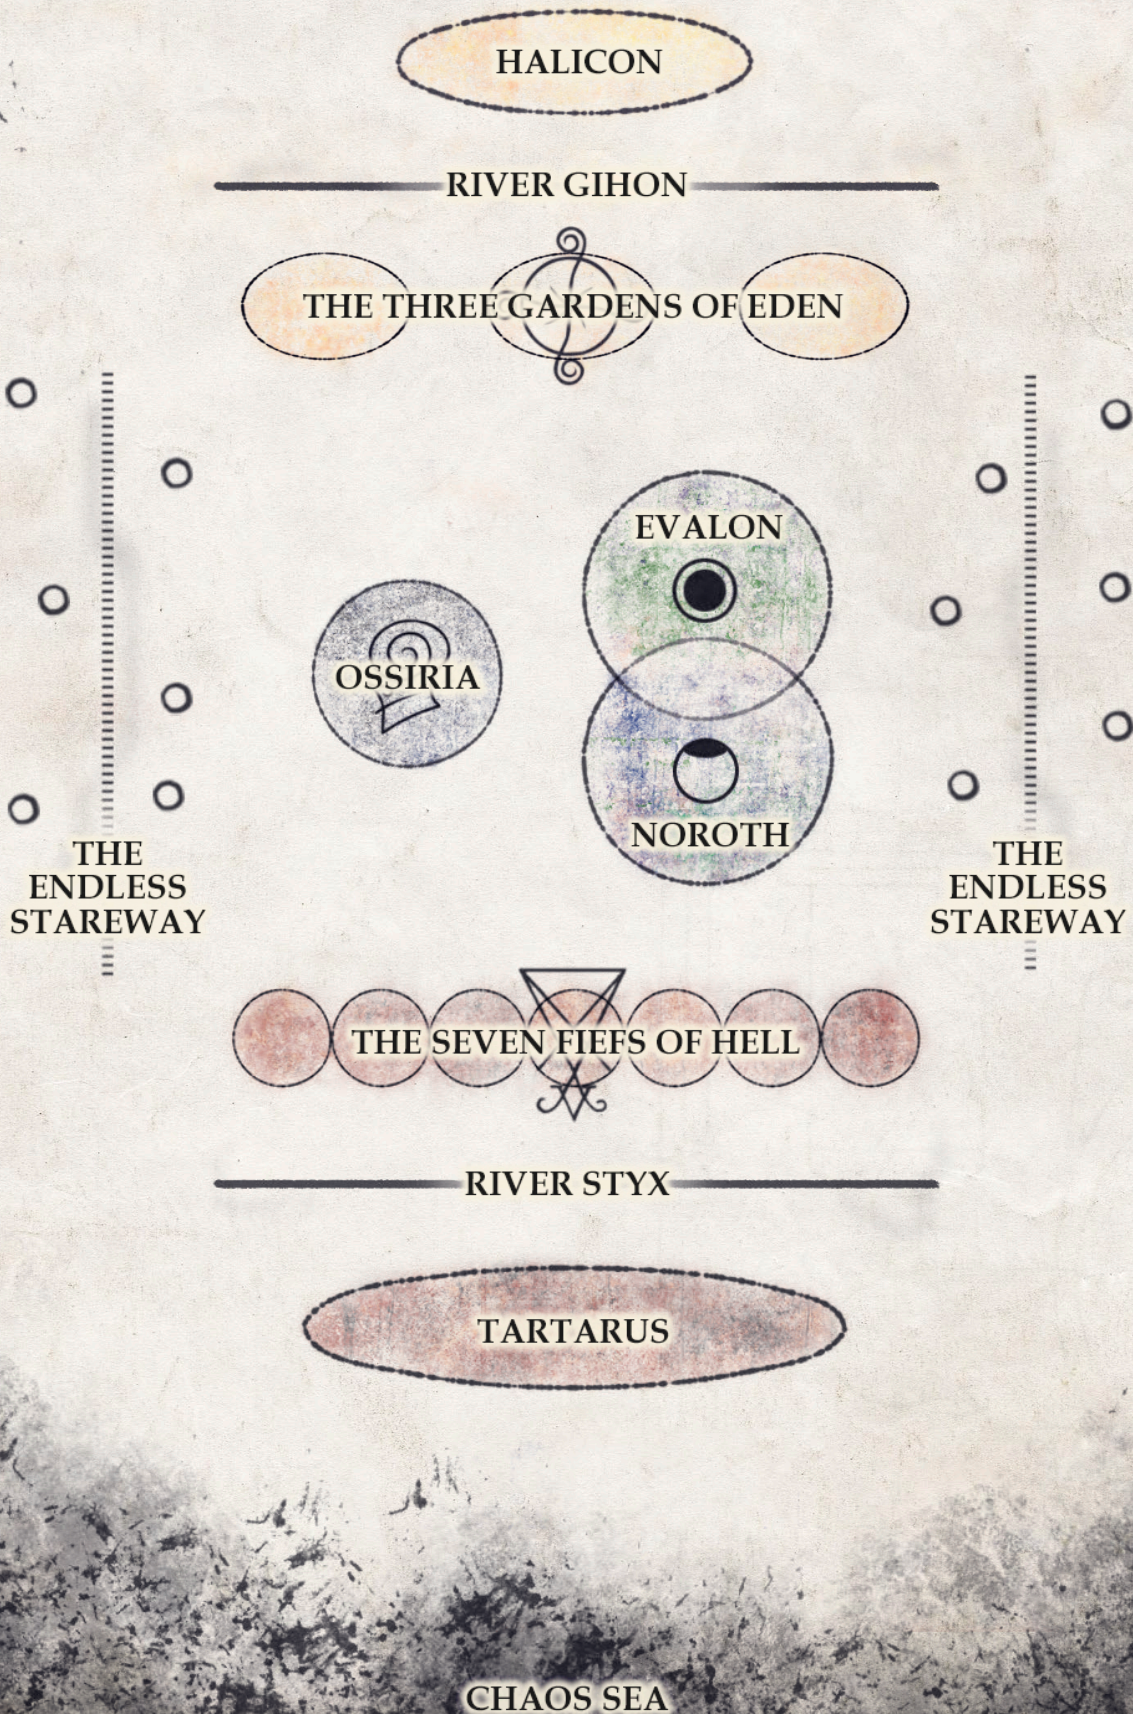 HALICON
RIVER GIHON
THE THREE GARDENS OF EDEN
EVALON
OSSIRIA
NOROTH
THE
ENDLESS
STAREWAY
THE
ENDLESS
STAREWAY
THE SEVEN FIEFS OF HELL
RIVER STYX
TARTARUS
CHAOS SEA